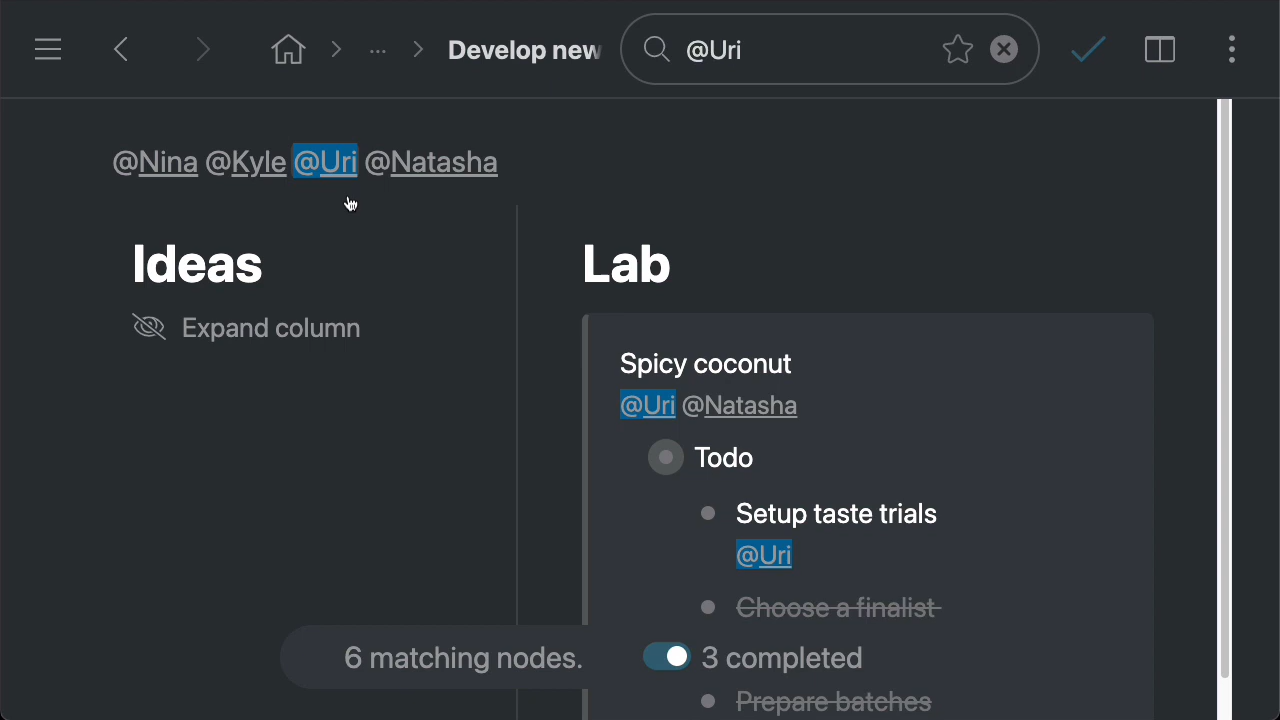 ... Develop new @Uri
@Nina @Kyle @Uri @Natasha
Ideas
Expand column
Lab
Spicy coconut
@Uri @Natasha
Todo
Setup taste trials
@Uri
Choose a finalist
6 matching nodes. 3 completed
Prepare batches